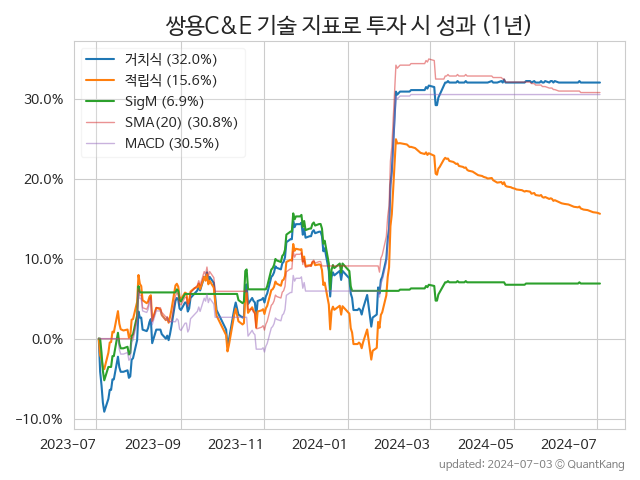 쌍용C&E 기술 지표로 투자 시 성과 (1년)
거치식 (32.0%)
적립식 (15.6%)
SigM (6.9%)
SMA(20) (30.8%)
MACD (30.5%)
30.0%
20.0%
10.0%
0.0%
−10.0%
2023-07 2023-09 2023-11 2024-01 2024-03 2024-05 2024-07
updated: 2024-07-03 © QuantKang